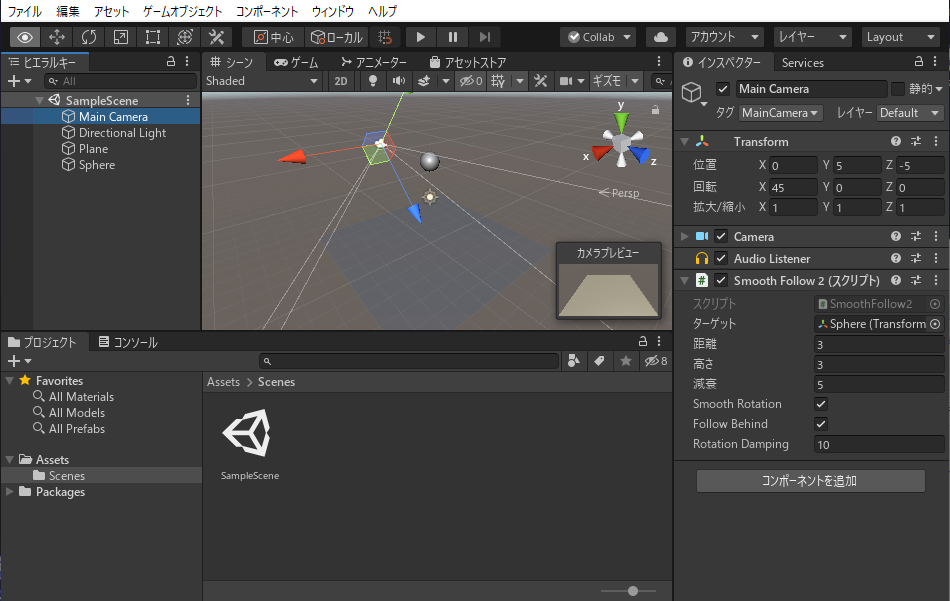 ファイル 編集 アセット ゲームオブジェクト コンポーネント ウィンドウ ヘルプ
中心 ローカル Collab アカウント レイヤー Layout
ヒエラルキー
All
SampleScene
Main Camera
Directional Light
Plane
Sphere
シーン ゲーム アニメーター アセットストア
Shaded 2D 0 ギズモ
y
x
z
Persp
カメラプレビュー
インスペクター Services
Main Camera 静的
タグ MainCamera レイヤー Default
Transform
位置 X 0 Y 5 Z -5
回転 X 45 Y 0 Z 0
拡大/縮小 X 1 Y 1 Z 1
Camera
Audio Listener
# Smooth Follow 2 (スクリプト)
スクリプト SmoothFollow2
ターゲット Sphere (Transform
距離 3
高さ 3
減衰 5
Smooth Rotation
Follow Behind
Rotation Damping 10
コンポーネントを追加
プロジェクト コンソール
8
Favorites
All Materials
All Models
All Prefabs
Assets
Scenes
Packages
Assets > Scenes
SampleScene